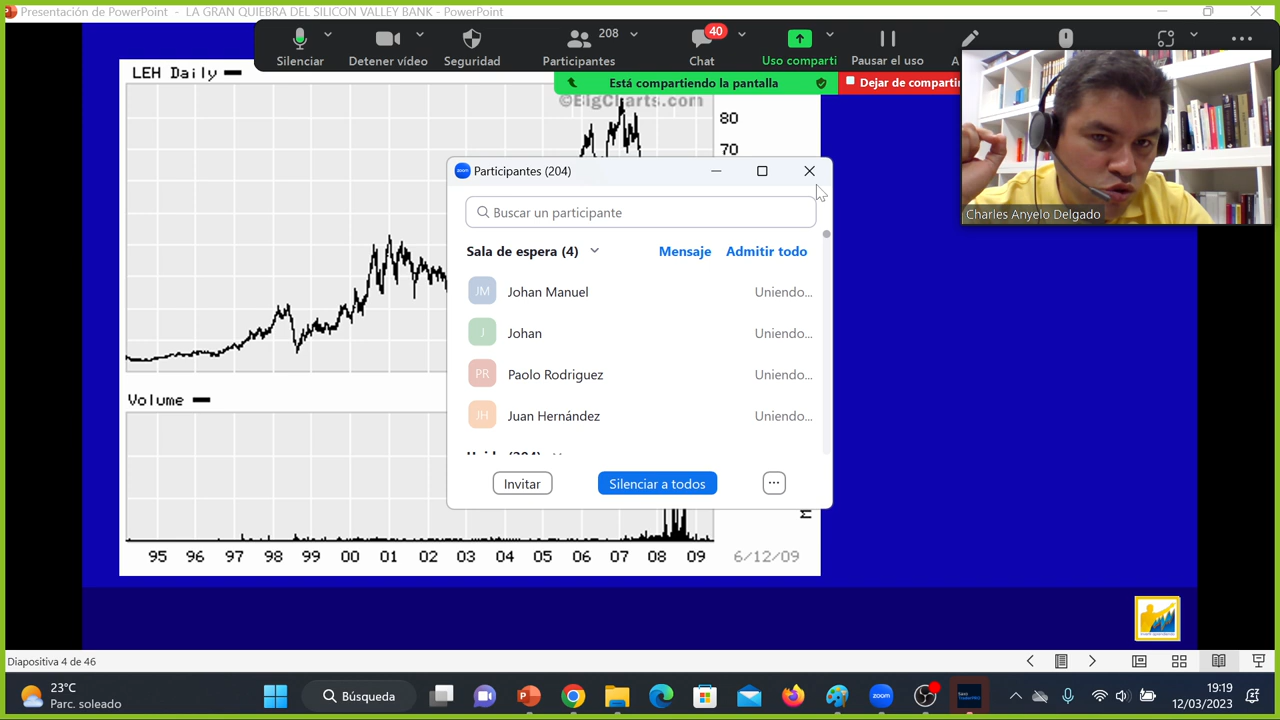 Presentación de PowerPoint - LA GRAN QUIEBRA DEL SILICON VALLEY BANK - PowerPoint
Silenciar
Detener vídeo
208
Participantes
40
Chat
Uso comparti
Pausar el uso
Está compartiendo la pantalla
Dejar de compartir
LEH Daily
©BigCharts.com
80
70
Charles Anyelo Delgado
zoom
Participantes (204)
Buscar un participante
Sala de espera (4)
Mensaje
Admitir todo
JM
Johan Manuel
Uniendo...
J
Johan
Uniendo...
PR
Paolo Rodriguez
Uniendo...
JH
Juan Hernández
Uniendo...
Invitar
Silenciar a todos
Volume
95 96 97 98 99 00 01 02 03 04 05 06 07 08 09
6/12/09
Diapositiva 4 de 46
23°C
Parc. soleado
Búsqueda
zoom
19:19
12/03/2023